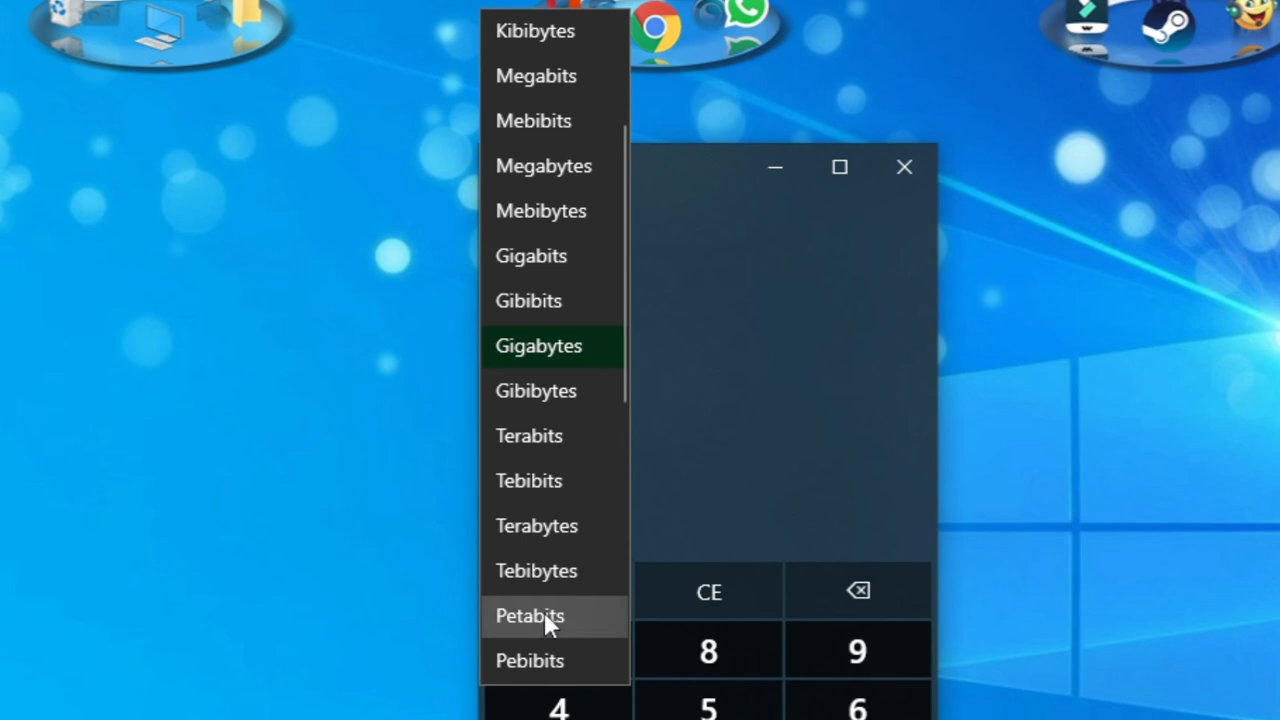 Kibibytes
Megabits
Mebibits
Megabytes
Mebibytes
Gigabits
Gibibits
Gigabytes
Gibibytes
Terabits
Tebibits
Terabytes
Tebibytes
Petabits
Pebibits
CE
8 9
4 5 6